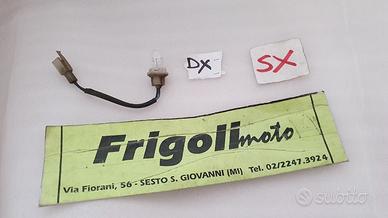 DX
SX
Frigolimoto
Via Fiorani, 56 - SESTO S. GIOVANNI (MI) Tel. 02/2247.3924
subito